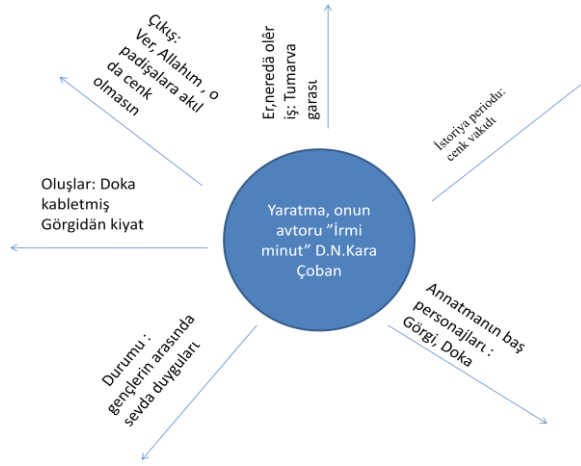 Çıkış:
Ver, Allahım , o
padişalara akıl
da cenk
olmasın
Er,neredä olêr
iş: Tumarva
garası
İstoriya periodu:
cenk vakıdı
Oluşlar: Doka
kabletmiş
Görgidän kiyat
Yaratma, onun
avtoru ”İrmi
minut” D.N.Kara
Çoban
Annatmanın baş
personajları :
Görgi, Doka
Durumu :
gençlerin arasında
sevda duyguları